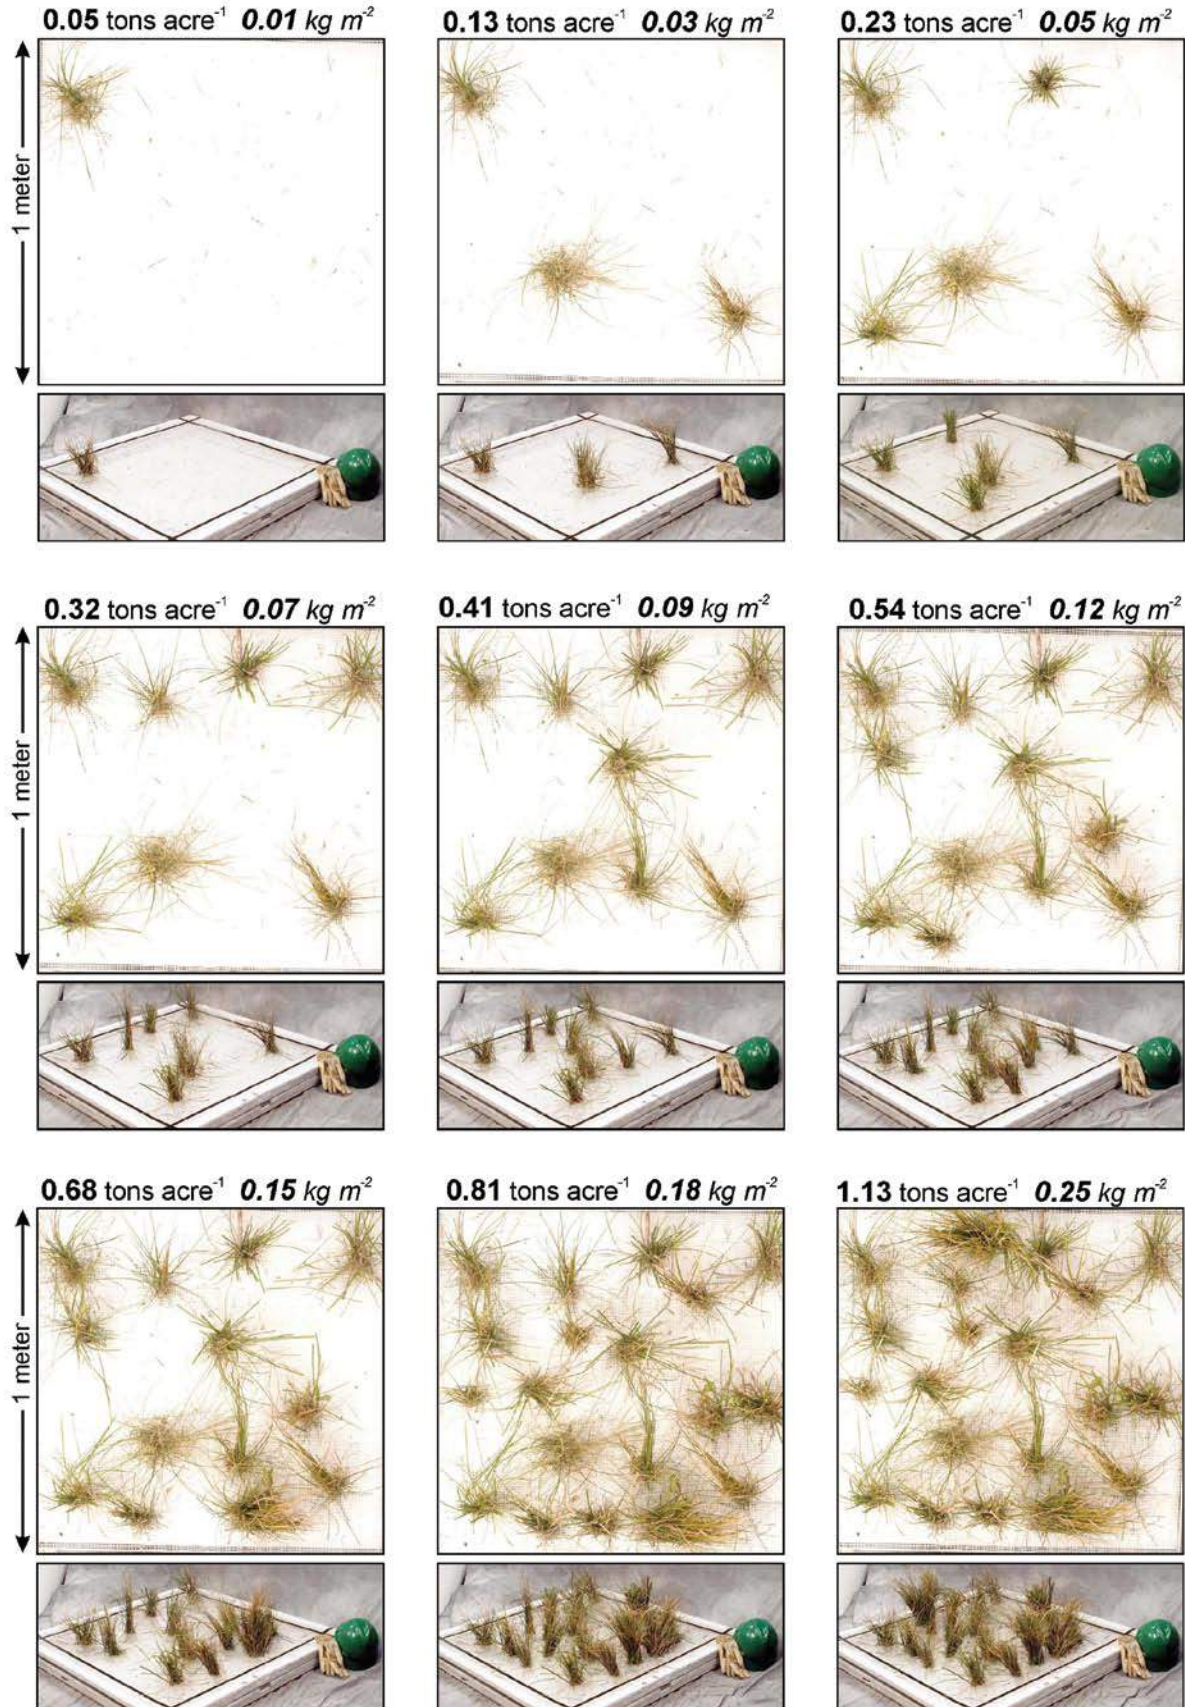 0.05 tons acre⁻¹ 0.01 kg m⁻²
0.13 tons acre⁻¹ 0.03 kg m⁻²
0.23 tons acre⁻¹ 0.05 kg m⁻²
1 meter
0.32 tons acre⁻¹ 0.07 kg m⁻²
0.41 tons acre⁻¹ 0.09 kg m⁻²
0.54 tons acre⁻¹ 0.12 kg m⁻²
1 meter
0.68 tons acre⁻¹ 0.15 kg m⁻²
0.81 tons acre⁻¹ 0.18 kg m⁻²
1.13 tons acre⁻¹ 0.25 kg m⁻²
1 meter